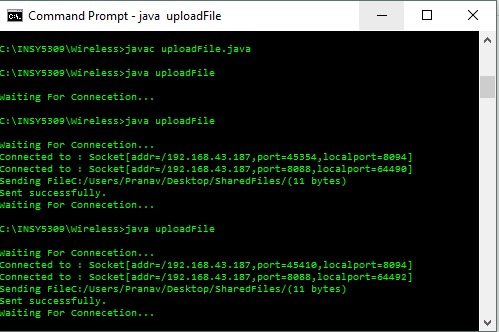 Command Prompt - java uploadFile
C:\INSY5309\Wireless>javac uploadFile.java
C:\INSY5309\Wireless>java uploadFile
Waiting For Connecetion...
C:\INSY5309\Wireless>java uploadFile
Waiting For Connecetion...
Connected to : Socket[addr=/192.168.43.187,port=45354,localport=8094]
Connected to : Socket[addr=/192.168.43.187,port=8088,localport=64490]
Sending FileC:/Users/Pranav/Desktop/SharedFiles/(11 bytes)
Sent successfully.
Waiting For Connecetion...
C:\INSY5309\Wireless>java uploadFile
Waiting For Connecetion...
Connected to : Socket[addr=/192.168.43.187,port=45410,localport=8094]
Connected to : Socket[addr=/192.168.43.187,port=8088,localport=64492]
Sending FileC:/Users/Pranav/Desktop/SharedFiles/(11 bytes)
Sent successfully.
Waiting For Connecetion...